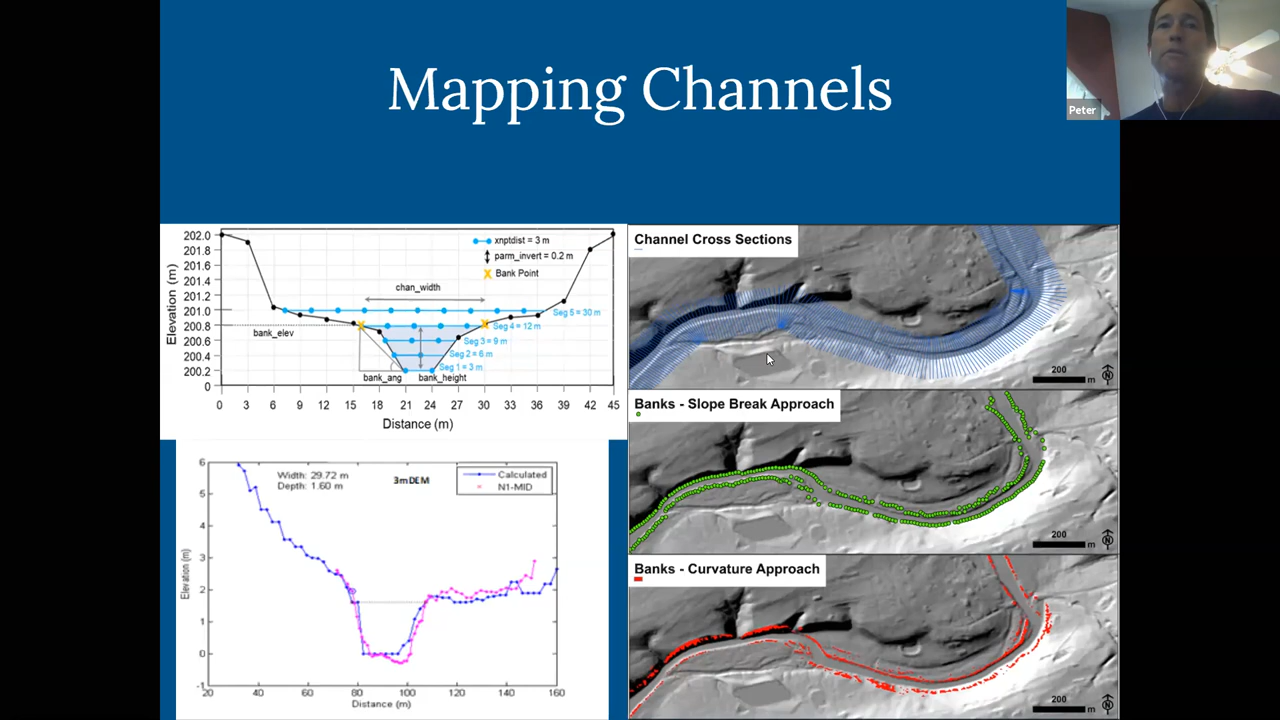 Mapping Channels
Peter
202.0
201.8
201.6
201.4
201.2
201.0
200.8
200.6
200.4
200.2
0
Elevation (m)
xnptdist = 3 m
parm_invert = 0.2 m
Bank Point
chan_width
bank_elev
Seg 5 = 30 m
Seg 4 = 12 m
Seg 3 = 9 m
Seg 2 = 6 m
Seg 1 = 3 m
bank_ang
bank_height
0 3 6 9 12 15 18 21 24 27 30 33 36 39 42 45
Distance (m)
Width: 29.72 m
Depth: 1.60 m
3m DEM
Calculated
N1-MID
6
5
4
3
2
1
0
-1
Elevation (m)
20 40 60 80 100 120 140 160
Distance (m)
Channel Cross Sections
200
m
Banks - Slope Break Approach
200
m
Banks - Curvature Approach
200
m